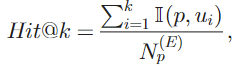 Hit@k = \frac{\sum_{i=1}^{k} \mathbb{I}(p, u_i)}{N_p^{(E)}},